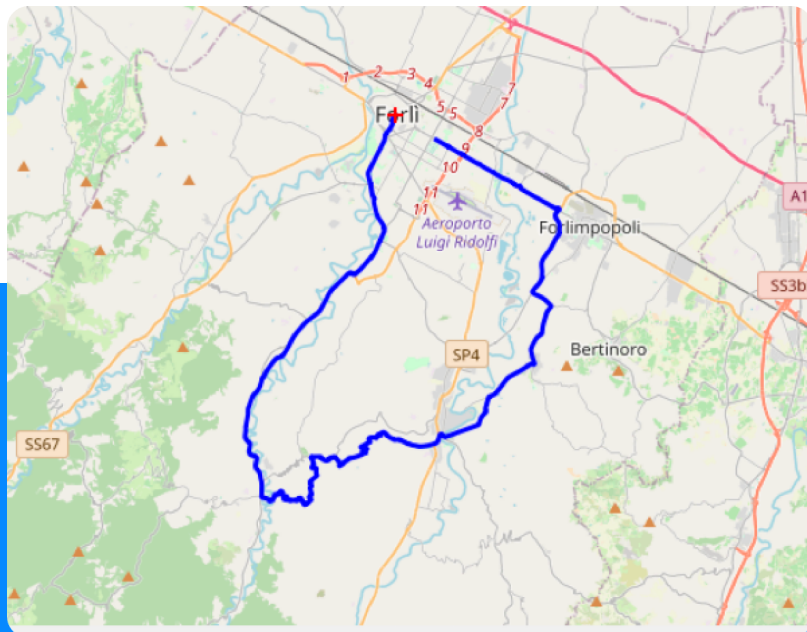 1
2
3
4
Forlì
5
5
7
7
8
9
10
11
11
Aeroporto
Luigi Ridolfi
Forlimpopoli
A1
SS3b
SP4
Bertinoro
SS67